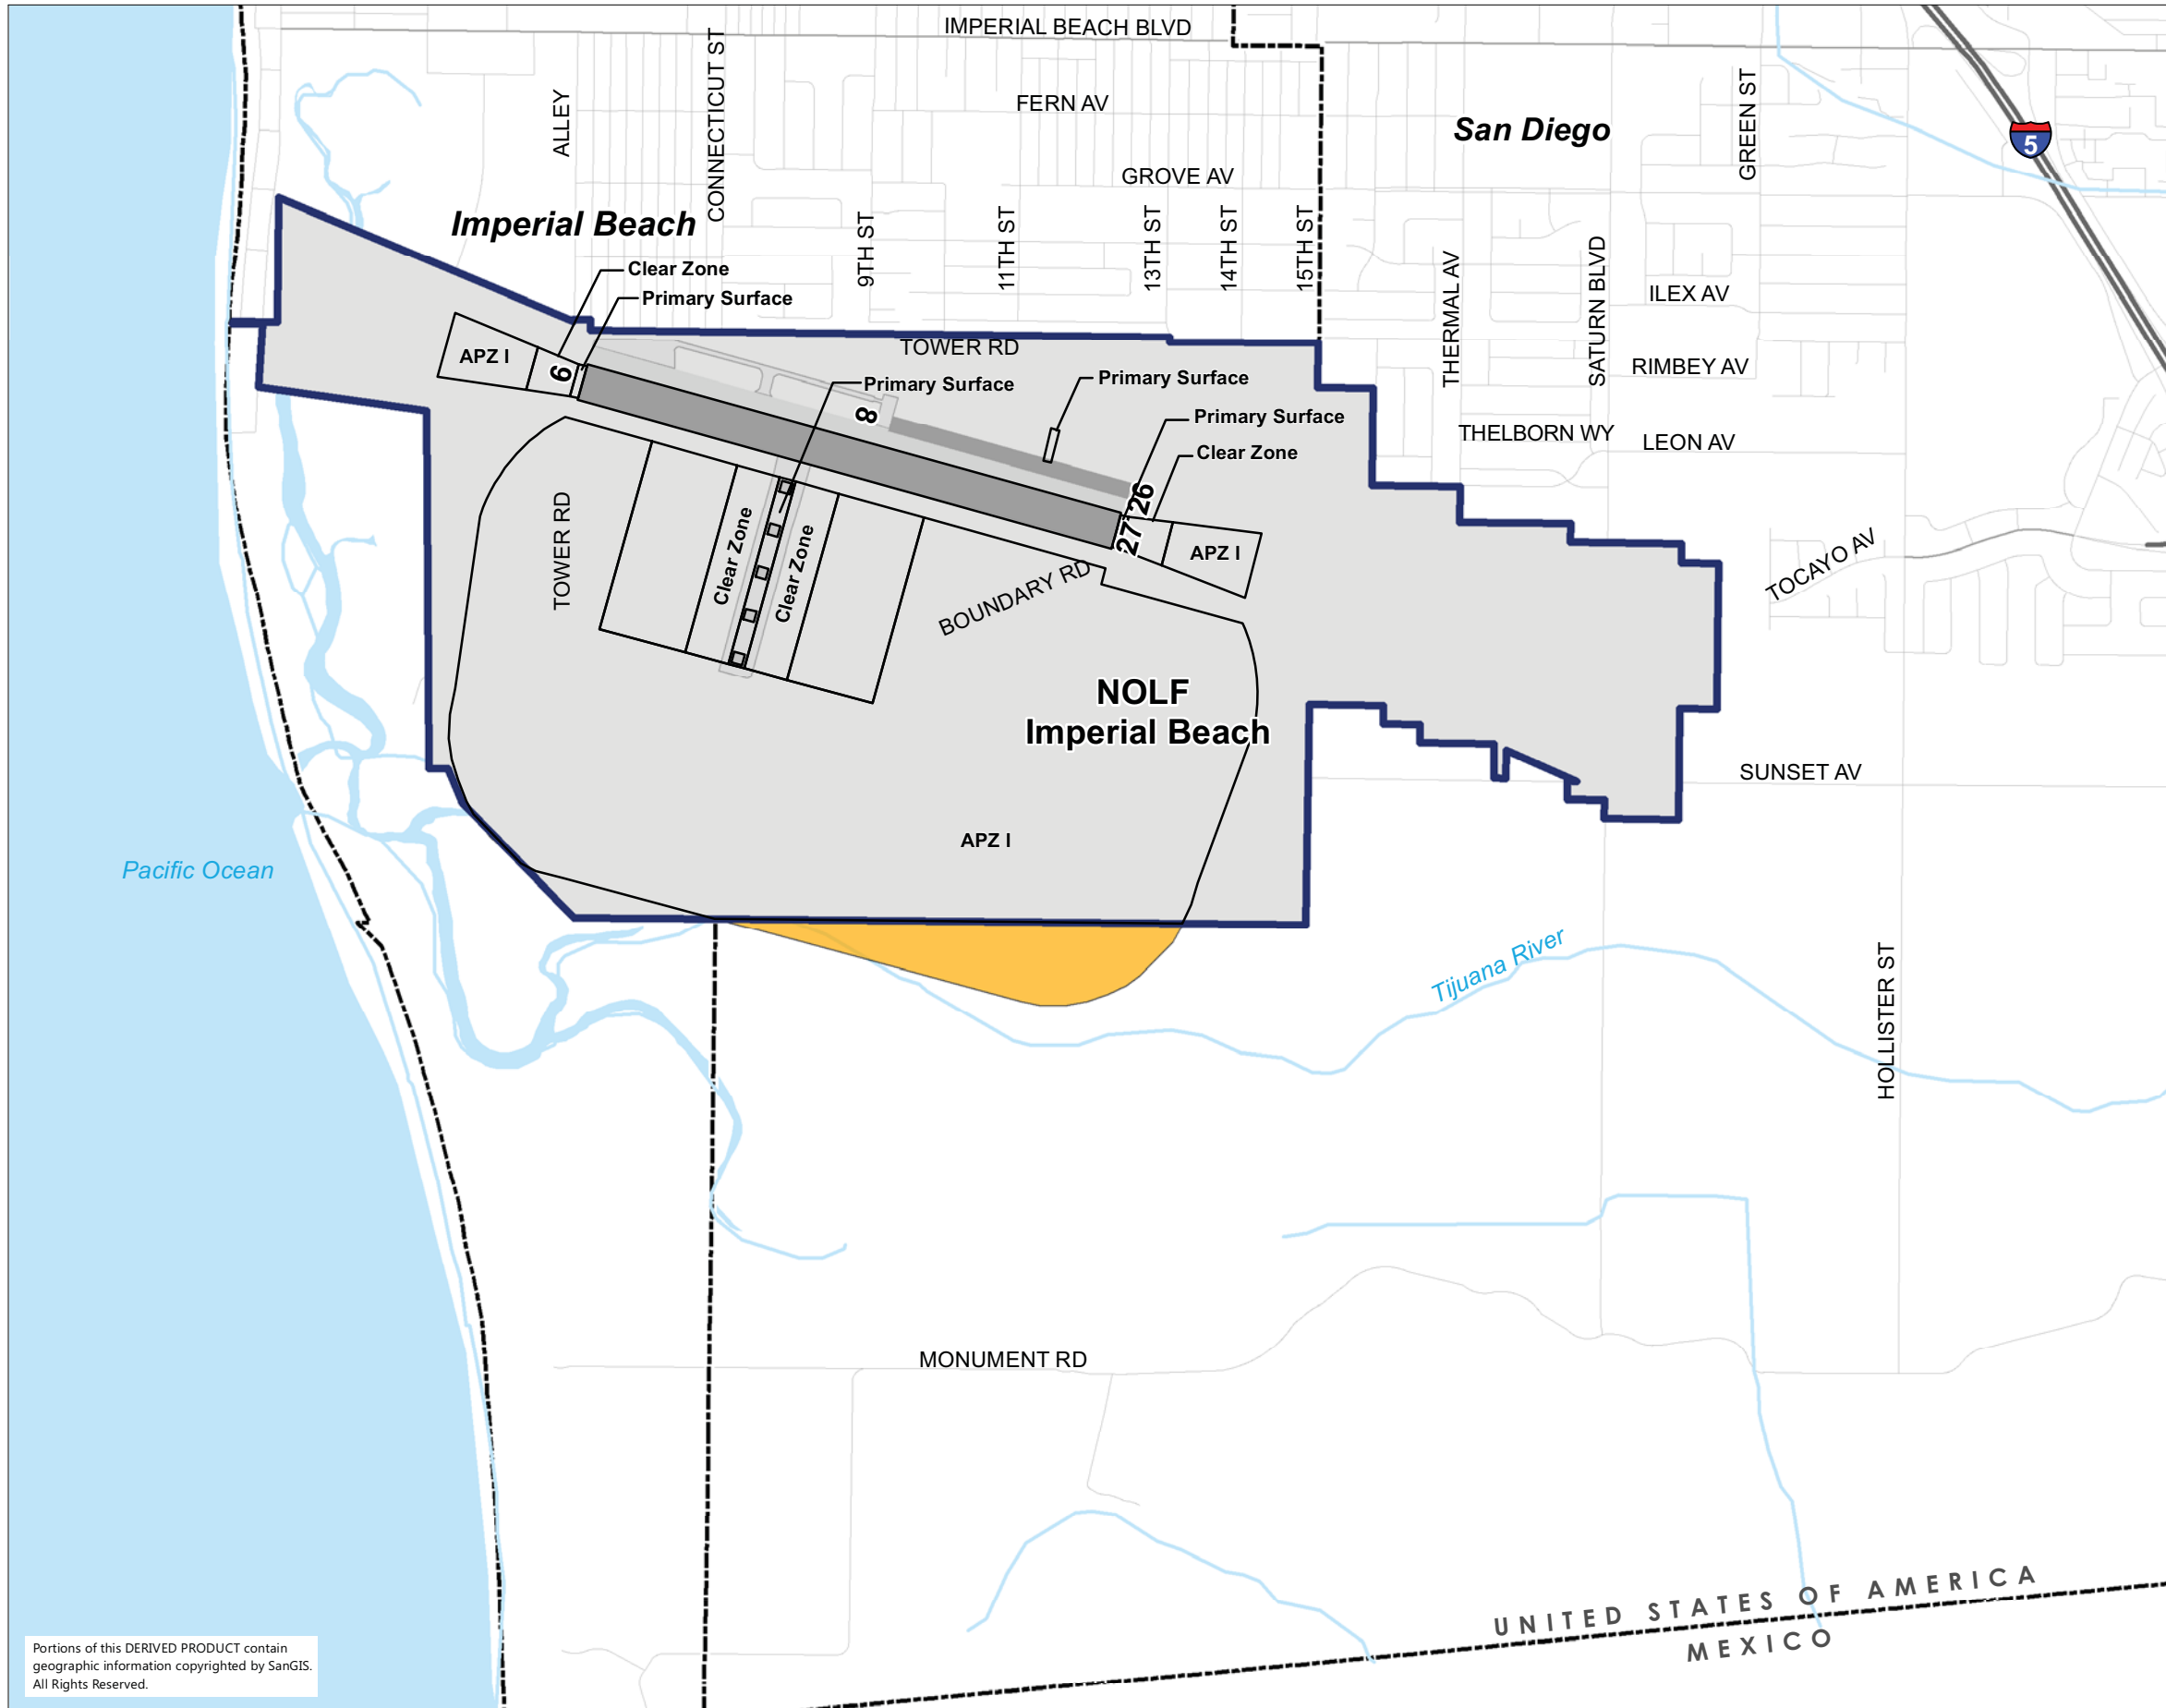 IMPERIAL BEACH BLVD
CONNECTICUT ST
ALLEY
FERN AV
San Diego
GREEN ST
5
GROVE AV
Imperial Beach
9TH ST
11TH ST
13TH ST
14TH ST
15TH ST
THERMAL AV
SATURN BLVD
Clear Zone
Primary Surface
ILEX AV
APZ I
6
TOWER RD
Primary Surface
Primary Surface
RIMBEY AV
8
Primary Surface
THELBORN WY
LEON AV
Clear Zone
26
27
TOWER RD
Clear Zone
Clear Zone
APZ I
TOCAYO AV
BOUNDARY RD
NOLF
Imperial Beach
SUNSET AV
APZ I
Pacific Ocean
Tijuana River
HOLLISTER ST
MONUMENT RD
UNITED STATES OF AMERICA
MEXICO
Portions of this DERIVED PRODUCT contain
geographic information copyrighted by SanGIS.
All Rights Reserved.